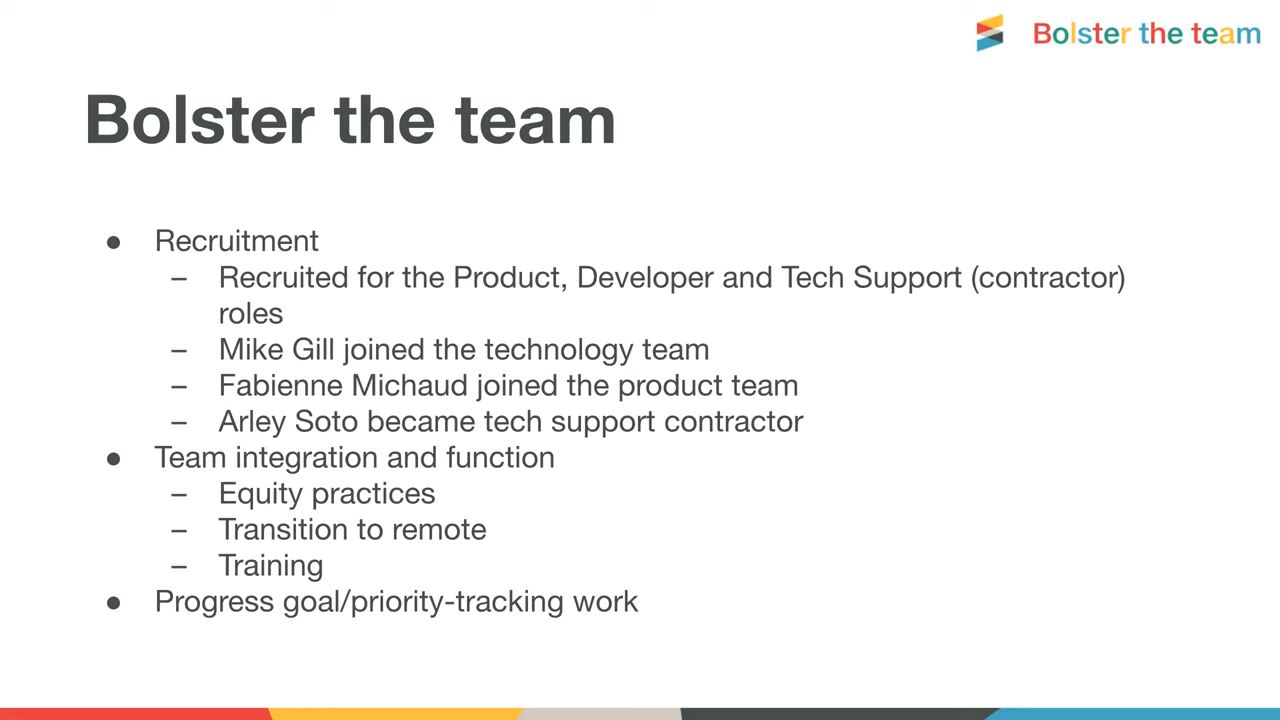 Bolster the team
Bolster the team
● Recruitment
– Recruited for the Product, Developer and Tech Support (contractor)
roles
– Mike Gill joined the technology team
– Fabienne Michaud joined the product team
– Arley Soto became tech support contractor
● Team integration and function
– Equity practices
– Transition to remote
– Training
● Progress goal/priority-tracking work